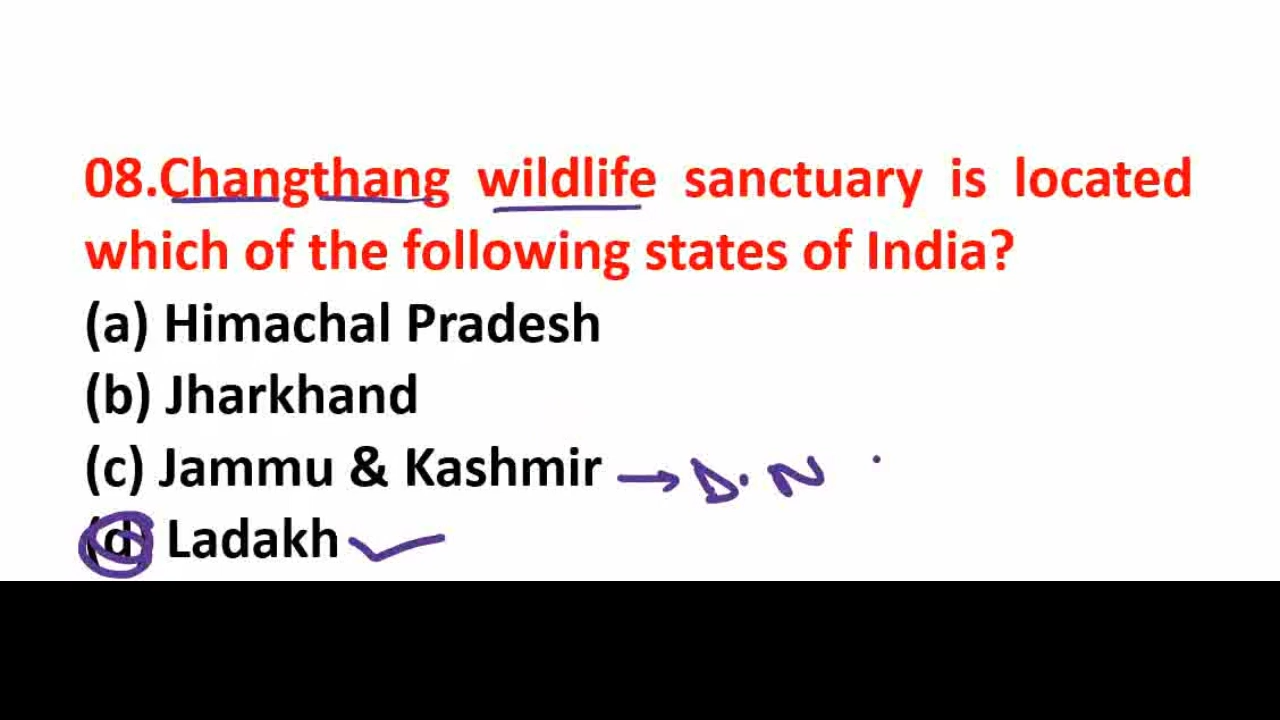 08.Changthang wildlife sanctuary is located
which of the following states of India?
(a) Himachal Pradesh
(b) Jharkhand
(c) Jammu & Kashmir → D.N
(d) Ladakh ✓